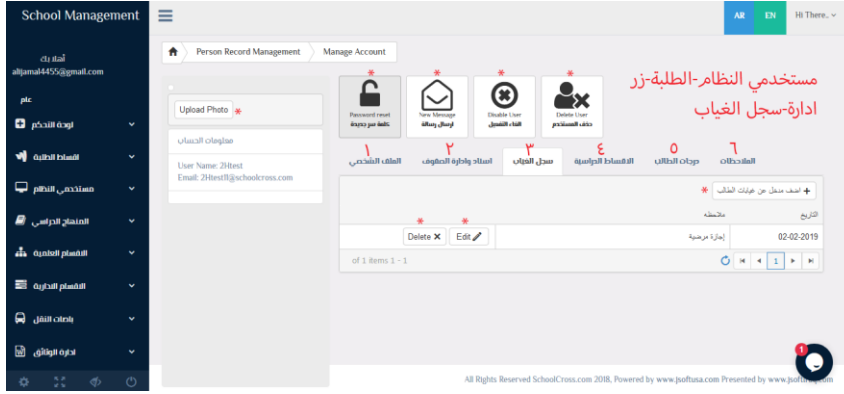 School Management
AR EN Hi There..
أهلا بك
alijamal4455@gmail.com
عام
لوحة التحكم
اقساط الطلبة
مستخدمي النظام
المنهاج الدراسي
الاقسام العلمية
الاقسام الادارية
باصات النقل
ادارة الوثائق
Person Record Management Manage Account
Upload Photo *
معلومات الحساب
User Name: 2Htest
Email: 2Htest11@schoolcross.com
* * * *
Password reset
كلمة سر جديدة
New Message
ارسال رسالة
Disable User
الغاء التفعيل
Delete User
حذف المستخدم
مستخدمي النظام-الطلبة-زر
ادارة-سجل الغياب
١ ٢ ٣ ٤ ٥ ٦
الملف الشخصي اسناد وادارة الصفوف سجل الغياب الاقساط الدراسية درجات الطالب الملاحظات
+ اضف مدخل عن غيابات الطالب *
التاريخ ملاحظه
* *
02-02-2019 إجازة مرضية Edit Delete
of 1 items 1 - 1
1
1
All Rights Reserved SchoolCross.com 2018, Powered by www.jsoftusa.com Presented by